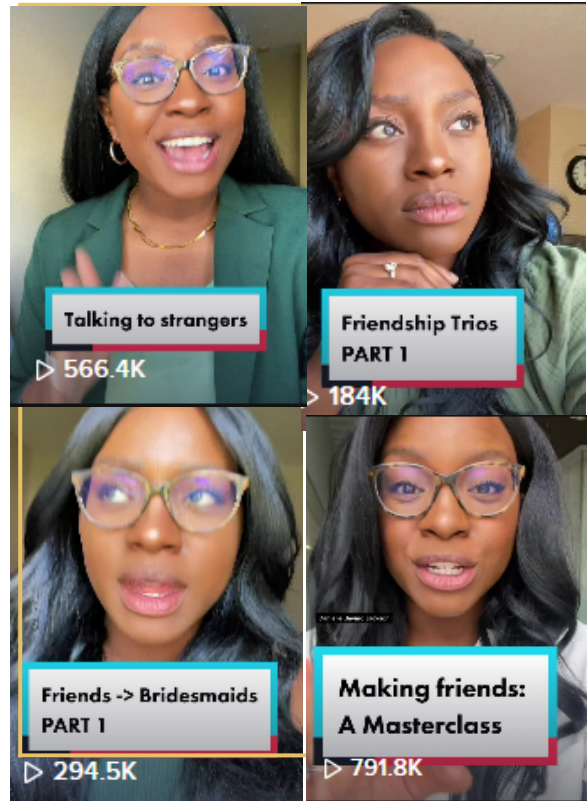 Talking to strangers
566.4K
Friendship Trios
PART 1
184K
Friends -> Bridesmaids
PART 1
294.5K
Making friends:
A Masterclass
791.8K